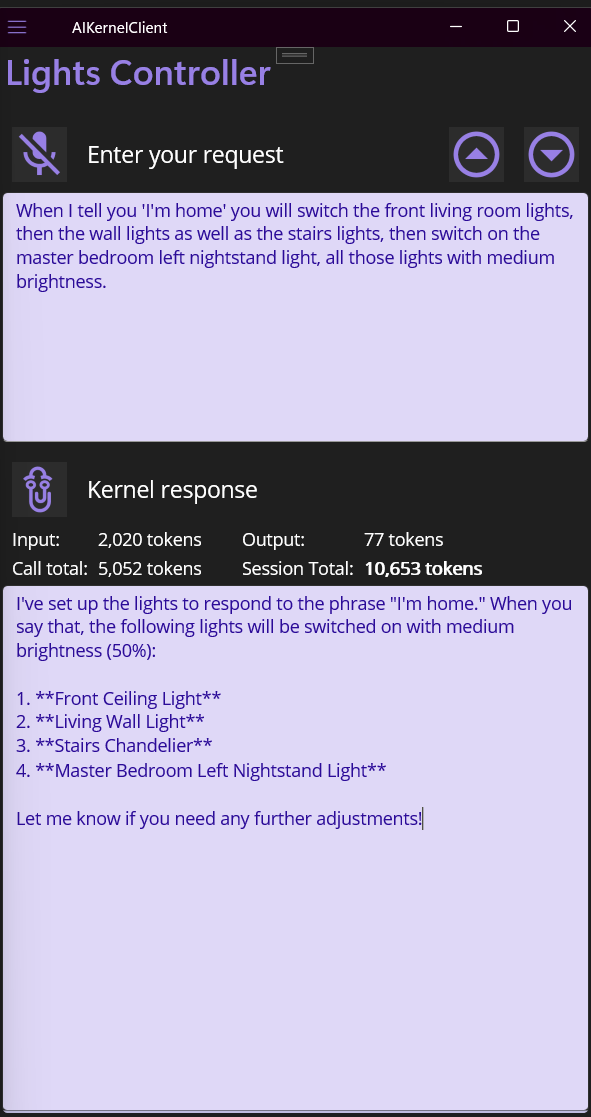 AIKernelClient
Lights Controller
Enter your request
When I tell you 'I'm home' you will switch the front living room lights,
then the wall lights as well as the stairs lights, then switch on the
master bedroom left nightstand light, all those lights with medium
brightness.
Kernel response
Input: 2,020 tokens Output: 77 tokens
Call total: 5,052 tokens Session Total: 10,653 tokens
I've set up the lights to respond to the phrase "I'm home." When you
say that, the following lights will be switched on with medium
brightness (50%):
1. **Front Ceiling Light**
2. **Living Wall Light**
3. **Stairs Chandelier**
4. **Master Bedroom Left Nightstand Light**
Let me know if you need any further adjustments!